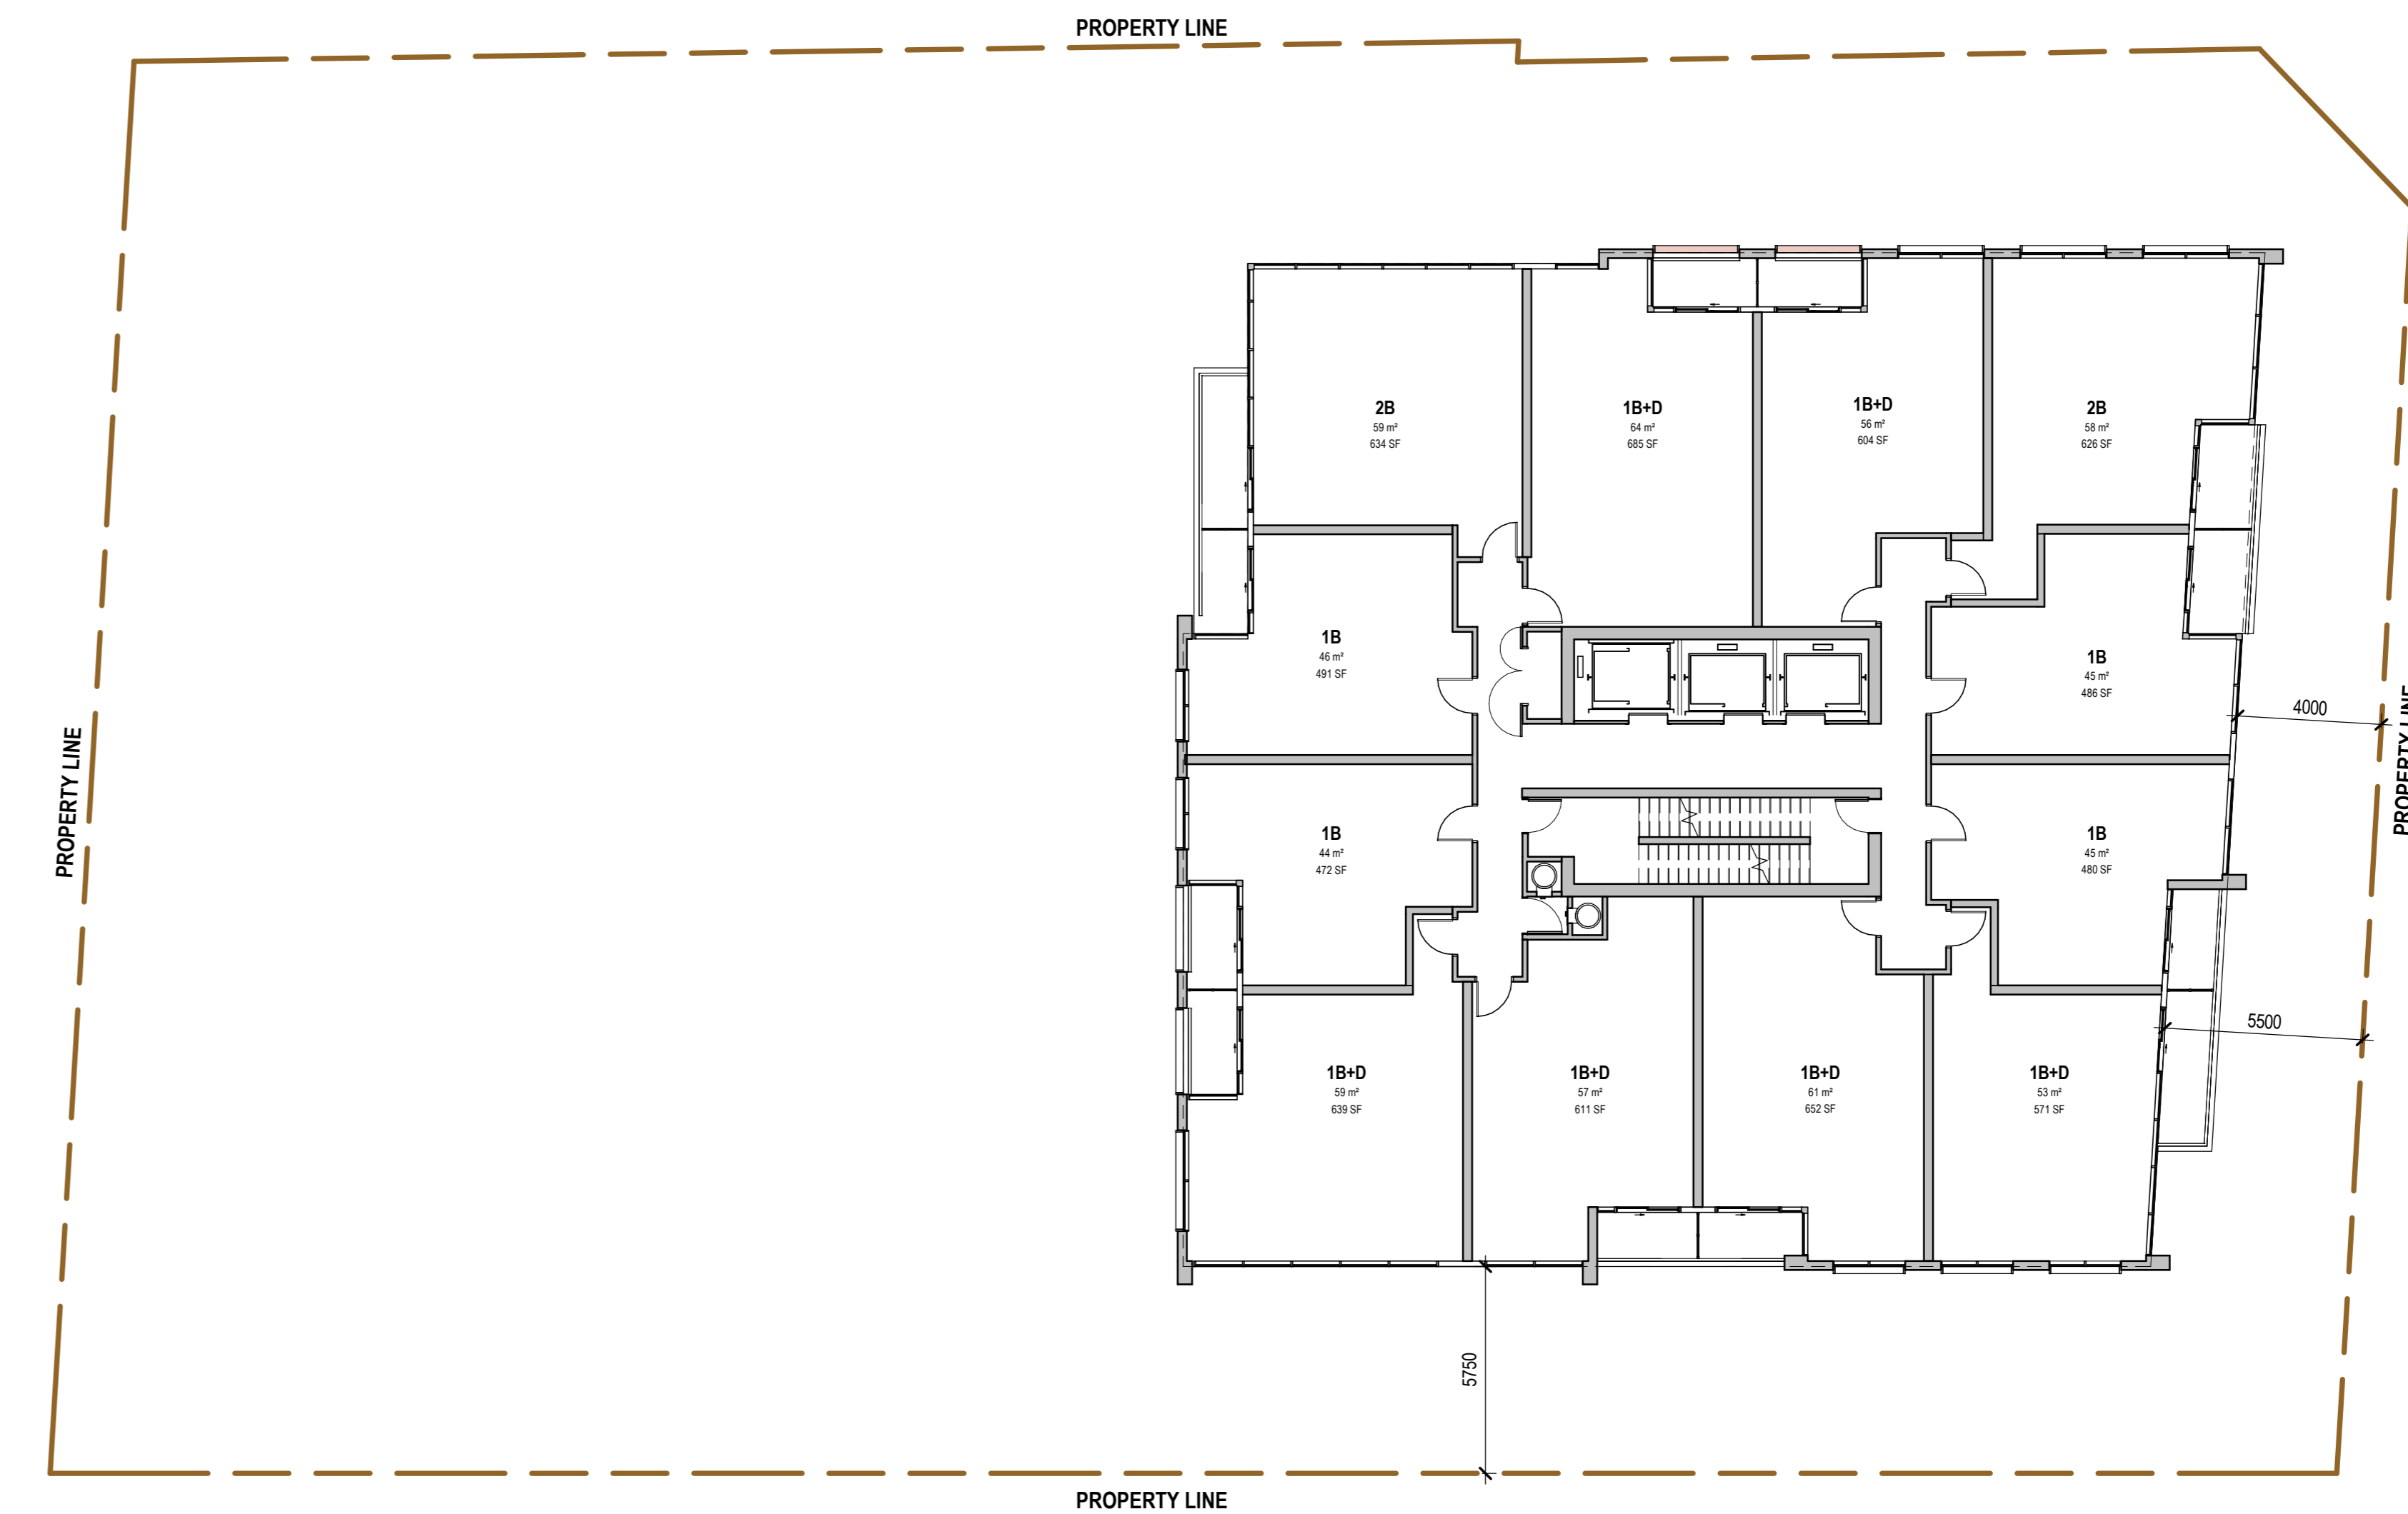 PROPERTY LINE
2B
59 m²
634 SF
1B+D
64 m²
685 SF
1B+D
56 m²
604 SF
2B
58 m²
626 SF
1B
46 m²
491 SF
1B
45 m²
486 SF
4000
PROPERTY LINE
PROPERTY LINE
1B
44 m²
472 SF
1B
45 m²
480 SF
5500
1B+D
59 m²
639 SF
1B+D
57 m²
611 SF
1B+D
61 m²
652 SF
1B+D
53 m²
571 SF
5750
PROPERTY LINE